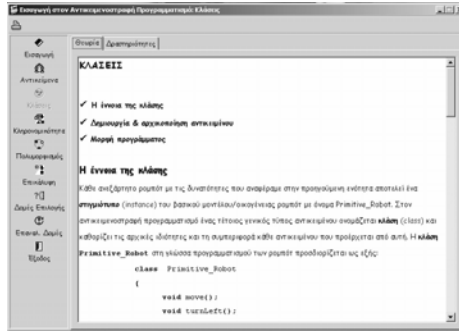 Εισαγωγή στον Αντικειμενοστραφή Προγραμματισμό: Κλάσεις
Θεωρία Δραστηριότητες
Εισαγωγή
Αντικείμενα
Κλάσεις
Κληρονομικότητα
Πολυμορφισμός
Επικάλυψη
Δομές Επιλογής
Επαναλ. Δομές
Έξοδος
ΚΛΑΣΕΙΣ
✓ Η έννοια της κλάσης
✓ Δημιουργία & αρχικοποίηση αντικειμένου
✓ Μορφή προγράμματος
Η έννοια της κλάσης
Κάθε ανεξάρτητο ρομπότ με τις δυνατότητες που αναφέραμε στην προηγούμενη ενότητα αποτελεί ένα
στιγμιότυπο (instance) του βασικού μοντέλου/οικογένειας ρομπότ με όνομα Primitive_Robot. Στον
αντικειμενοστραφή προγραμματισμό ένας τέτοιος γενικός τύπος αντικειμένου ονομάζεται κλάση (class) και
καθορίζει τις αρχικές ιδιότητες και τη συμπεριφορά κάθε αντικειμένου που προέρχεται από αυτή. Η κλάση
Primitive_Robot στη γλώσσα προγραμματισμού των ρομπότ προσδιορίζεται ως εξής:
class Primitive_Robot
{
void move();
void turnLeft();